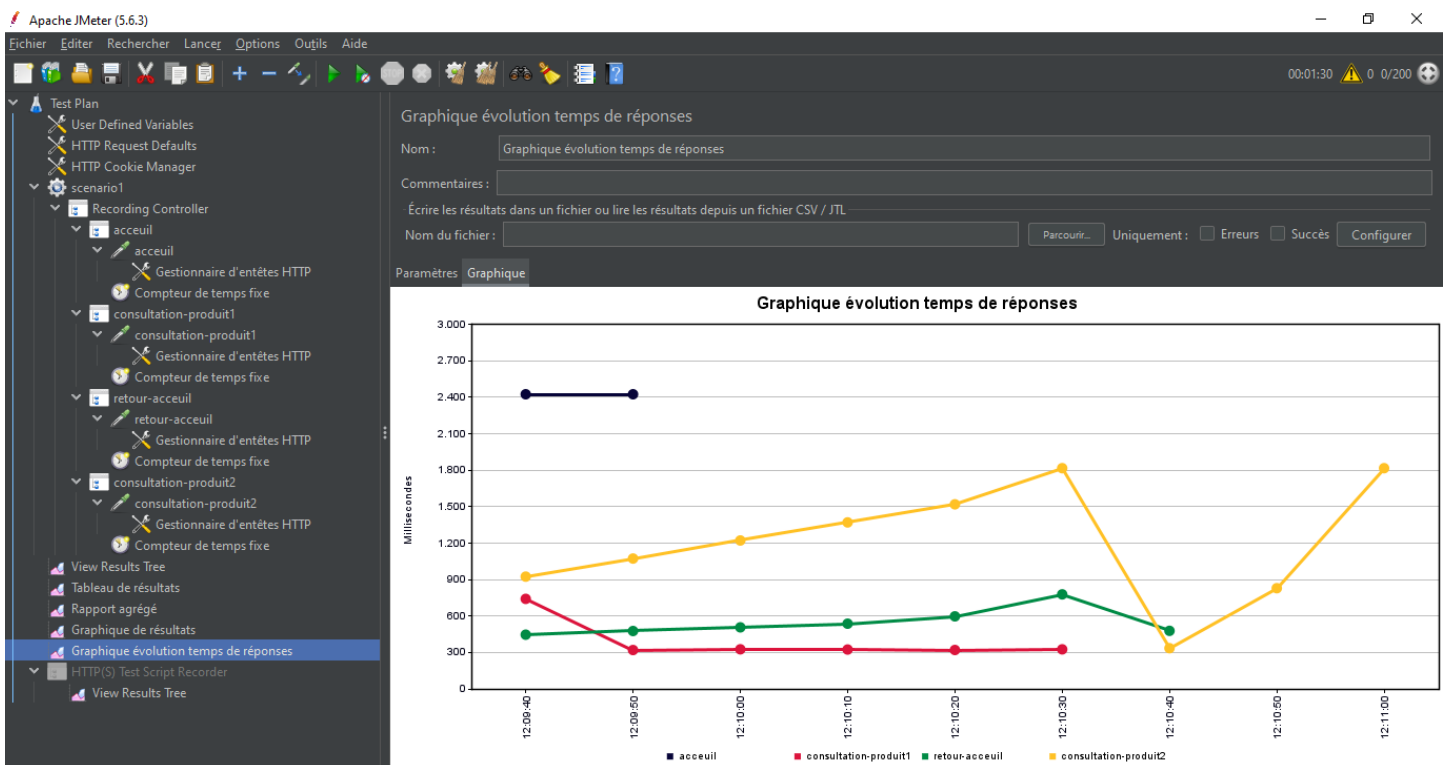 Apache JMeter (5.6.3)
Fichier Editer Rechercher Lancer Options Outils Aide
00:01:30 0 0/200
Test Plan
User Defined Variables
HTTP Request Defaults
HTTP Cookie Manager
scenario1
Recording Controller
acceuil
acceuil
Gestionnaire d'entêtes HTTP
Compteur de temps fixe
consultation-produit1
consultation-produit1
Gestionnaire d'entêtes HTTP
Compteur de temps fixe
retour-acceuil
retour-acceuil
Gestionnaire d'entêtes HTTP
Compteur de temps fixe
consultation-produit2
consultation-produit2
Gestionnaire d'entêtes HTTP
Compteur de temps fixe
View Results Tree
Tableau de résultats
Rapport agrégé
Graphique de résultats
Graphique évolution temps de réponses
HTTP(S) Test Script Recorder
View Results Tree
Graphique évolution temps de réponses
Nom : Graphique évolution temps de réponses
Commentaires :
Écrire les résultats dans un fichier ou lire les résultats depuis un fichier CSV / JTL
Nom du fichier : Parcourir... Uniquement : Erreurs Succès Configurer
Paramètres Graphique
Graphique évolution temps de réponses
3.000
2.700
2.400
2.100
1.800
1.500
1.200
900
600
300
0
Millisecondes
12:09:40 12:09:50 12:10:00 12:10:10 12:10:20 12:10:30 12:10:40 12:10:50 12:11:00
acceuil consultation-produit1 retour-acceuil consultation-produit2